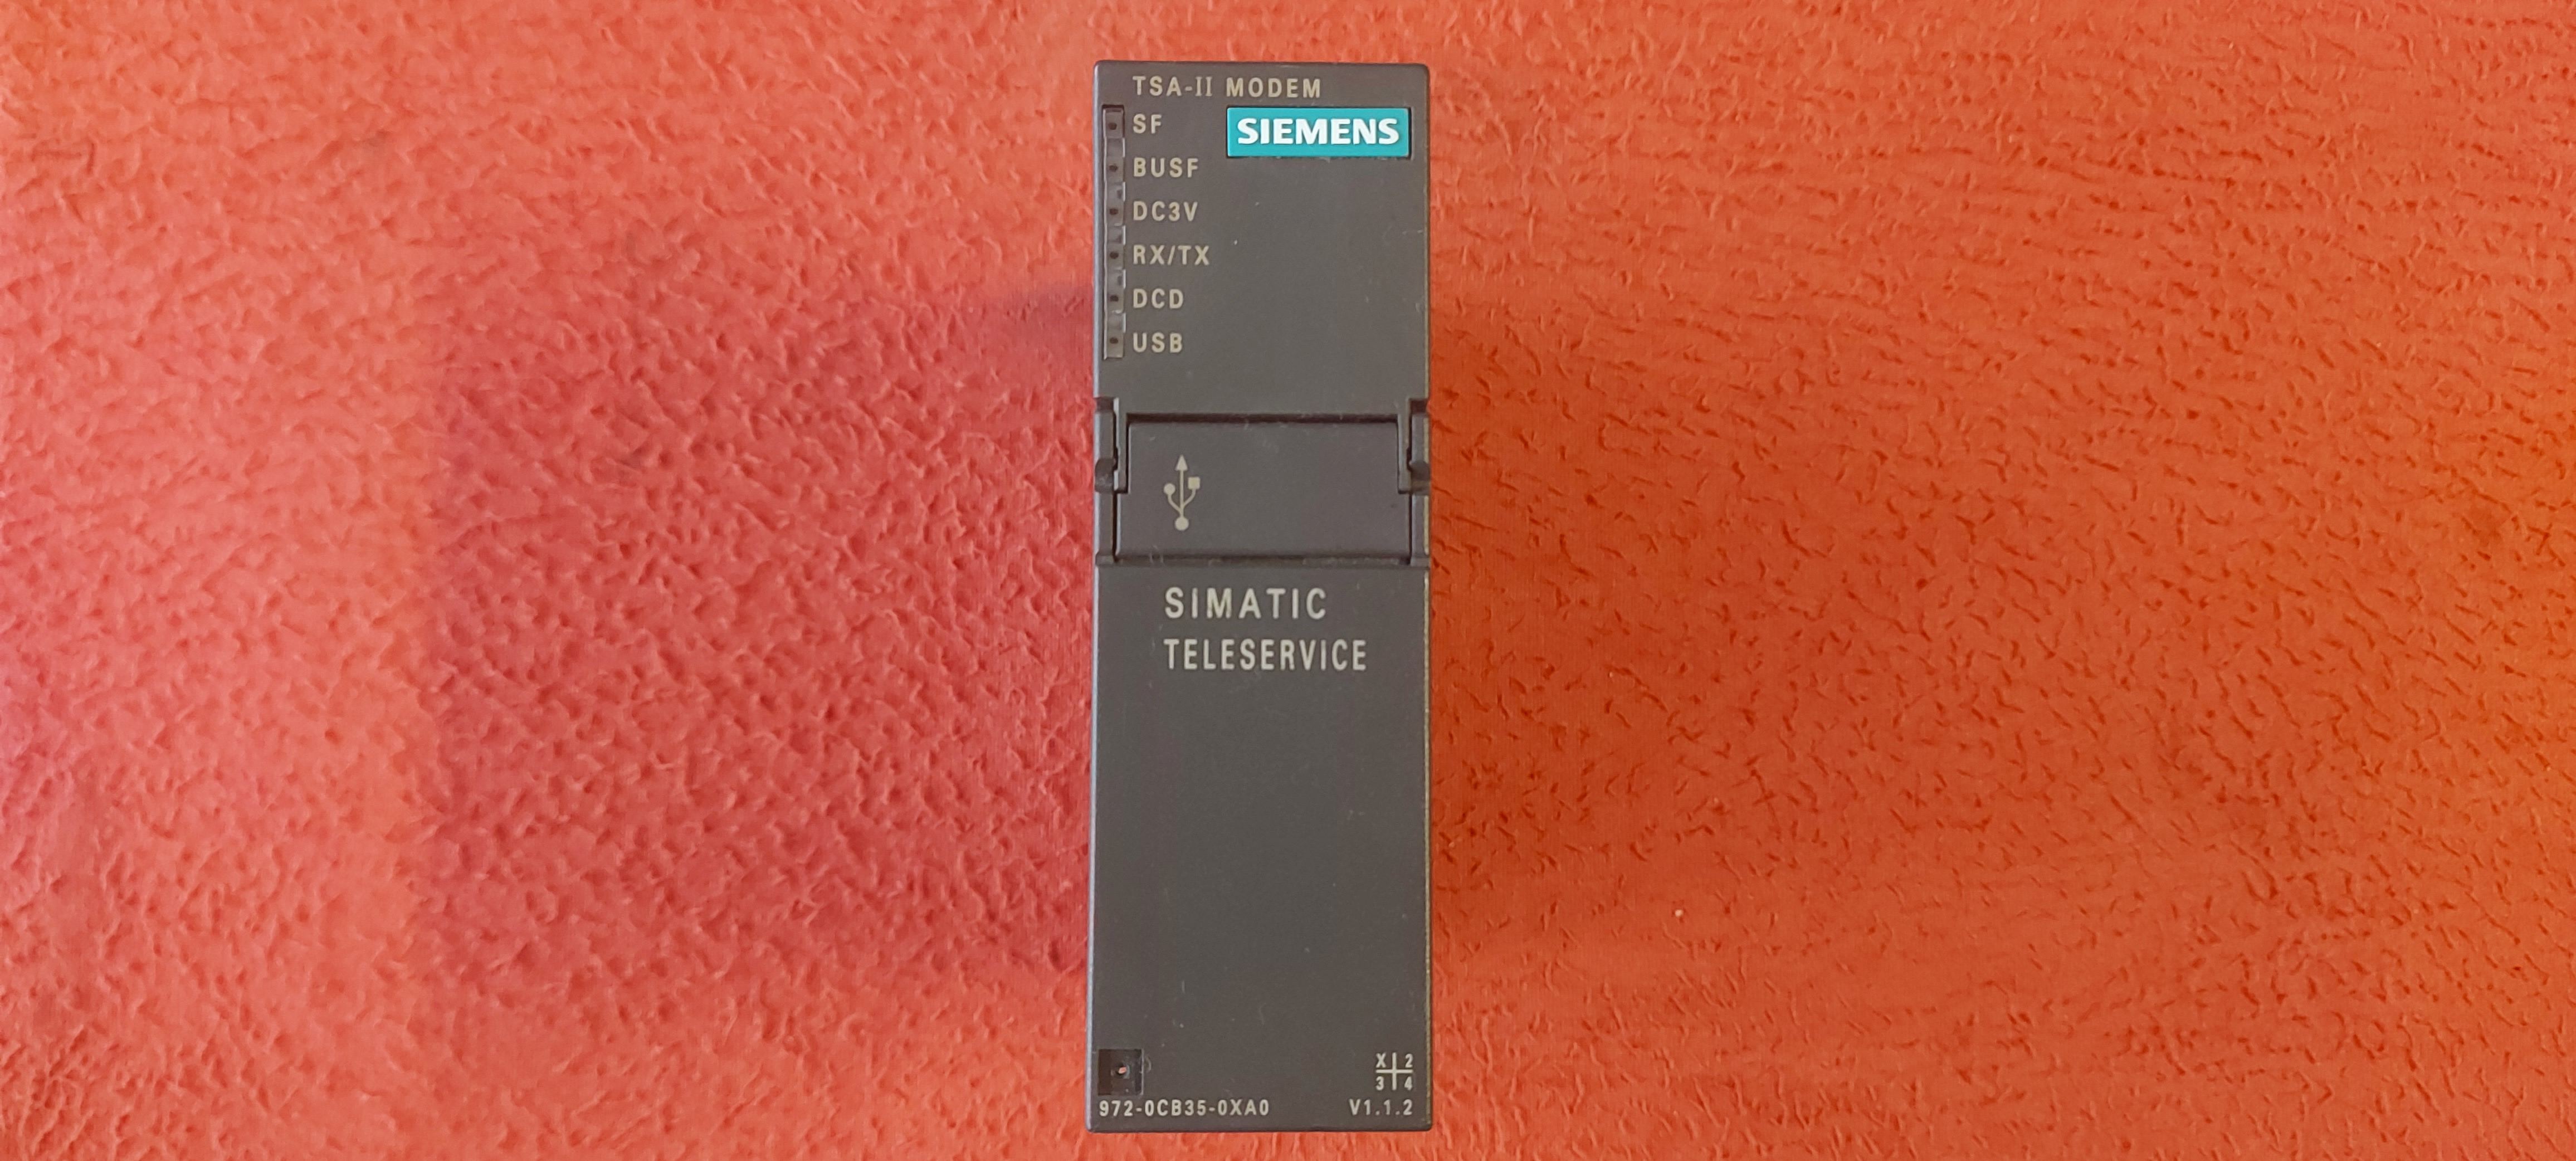 TSA-II MODEM
SF
SIEMENS
BUSF
DC3V
RX/TX
DCD
USB
SIMATIC
TELESERVICE
X 2
3 4
972-0CB35-0XA0 V1.1.2